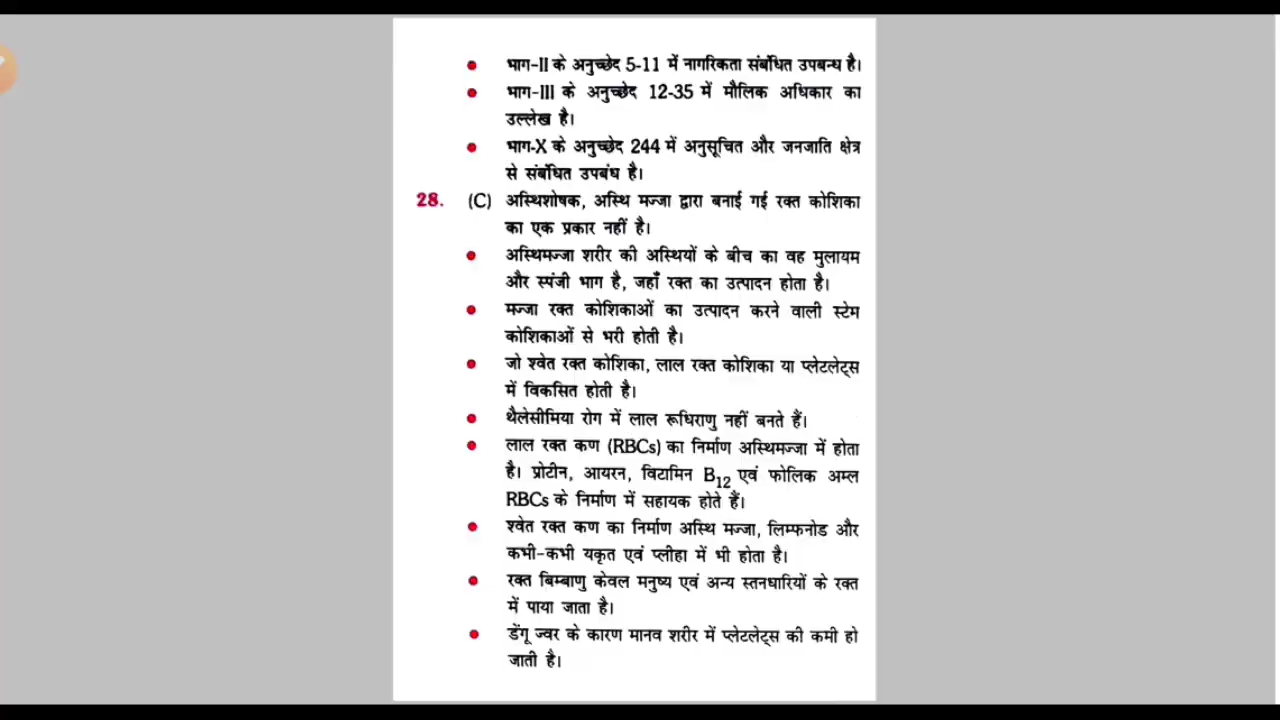 • भाग-II के अनुच्छेद 5-11 में नागरिकता संबंधित उपबन्ध है।
• भाग-III के अनुच्छेद 12-35 में मौलिक अधिकार का
उल्लेख है।
• भाग-X के अनुच्छेद 244 में अनुसूचित और जनजाति क्षेत्र
से संबंधित उपबंध है।
28. (C) अस्थिशोषक, अस्थि मज्जा द्वारा बनाई गई रक्त कोशिका
का एक प्रकार नहीं है।
• अस्थिमज्जा शरीर की अस्थियों के बीच का वह मुलायम
और स्पंजी भाग है, जहाँ रक्त का उत्पादन होता है।
• मज्जा रक्त कोशिकाओं का उत्पादन करने वाली स्टेम
कोशिकाओं से भरी होती है।
• जो श्वेत रक्त कोशिका, लाल रक्त कोशिका या प्लेटलेट्स
में विकसित होती है।
• थैलेसीमिया रोग में लाल रूधिराणु नहीं बनते हैं।
• लाल रक्त कण (RBCs) का निर्माण अस्थिमज्जा में होता
है। प्रोटीन, आयरन, विटामिन B12 एवं फोलिक अम्ल
RBCs के निर्माण में सहायक होते हैं।
• श्वेत रक्त कण का निर्माण अस्थि मज्जा, लिम्फनोड और
कभी-कभी यकृत एवं प्लीहा में भी होता है।
• रक्त बिम्बाणु केवल मनुष्य एवं अन्य स्तनधारियों के रक्त
में पाया जाता है।
• डेंगू ज्वर के कारण मानव शरीर में प्लेटलेट्स की कमी हो
जाती है।